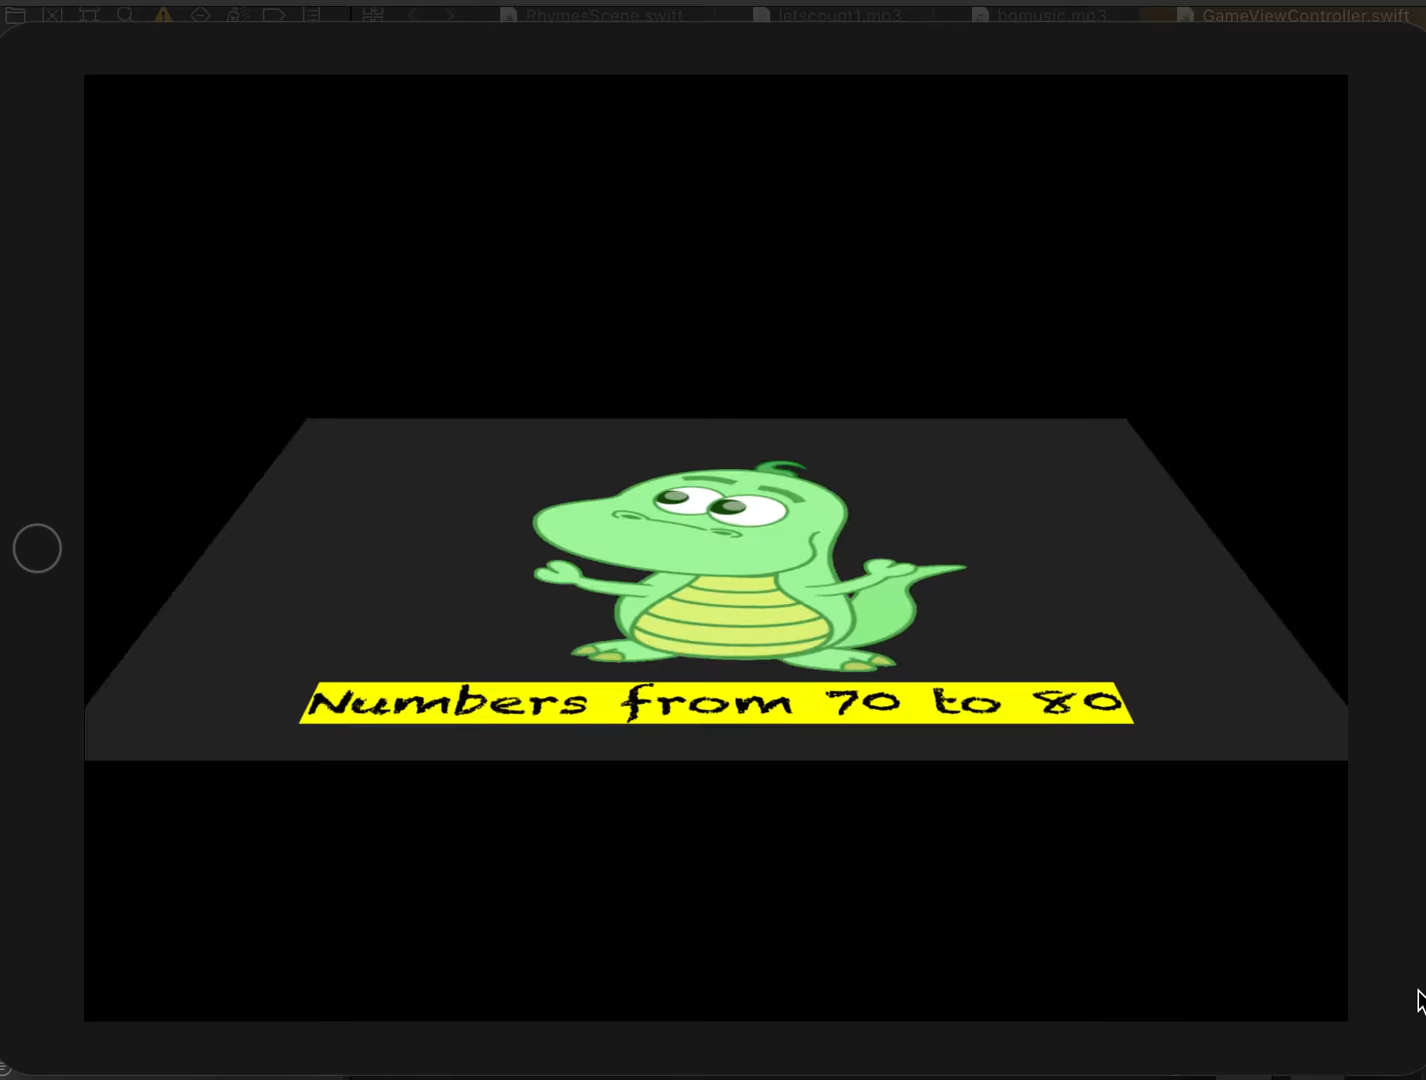 RhymesScene.swift letscount1.mp3 bgmusic.mp3 GameViewController.swift
Numbers from 70 to 80